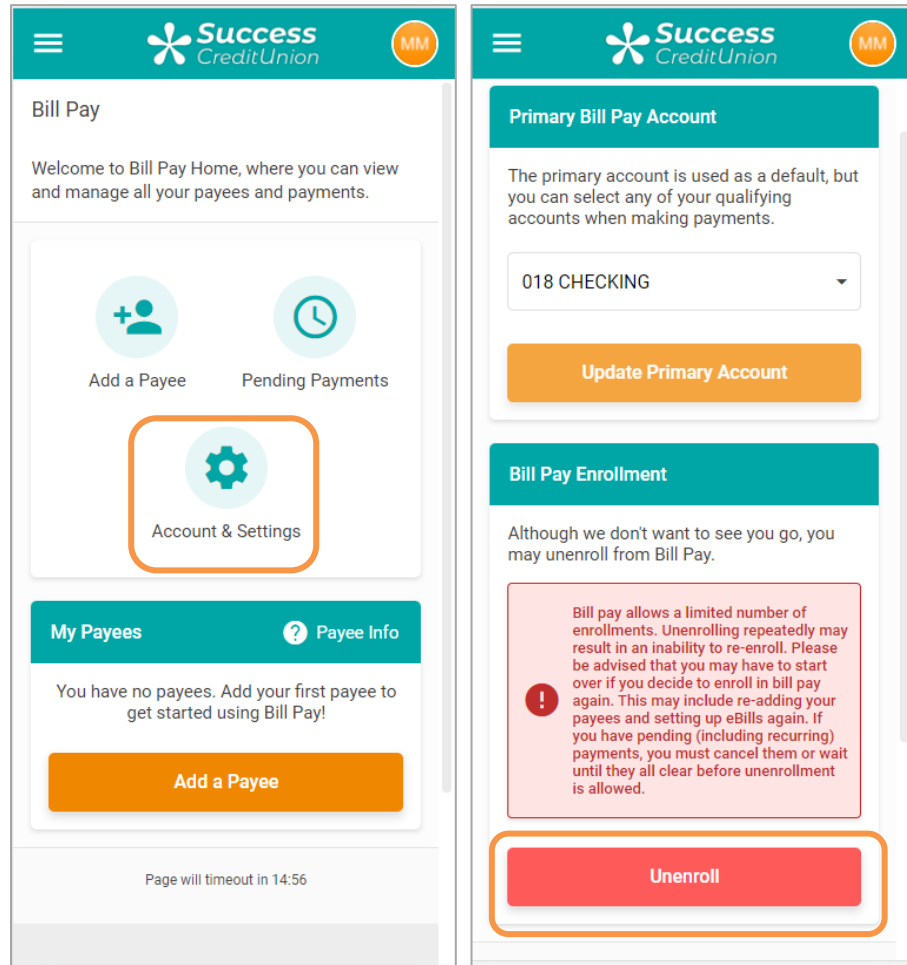 Success
CreditUnion
MM
Bill Pay
Welcome to Bill Pay Home, where you can view
and manage all your payees and payments.
Add a Payee
Pending Payments
Account & Settings
My Payees
? Payee Info
You have no payees. Add your first payee to
get started using Bill Pay!
Add a Payee
Page will timeout in 14:56
Success
CreditUnion
MM
Primary Bill Pay Account
The primary account is used as a default, but
you can select any of your qualifying
accounts when making payments.
018 CHECKING
Update Primary Account
Bill Pay Enrollment
Although we don't want to see you go, you
may unenroll from Bill Pay.
Bill pay allows a limited number of
enrollments. Unenrolling repeatedly may
result in an inability to re-enroll. Please
be advised that you may have to start
over if you decide to enroll in bill pay
again. This may include re-adding your
payees and setting up eBills again. If
you have pending (including recurring)
payments, you must cancel them or wait
until they all clear before unenrollment
is allowed.
Unenroll